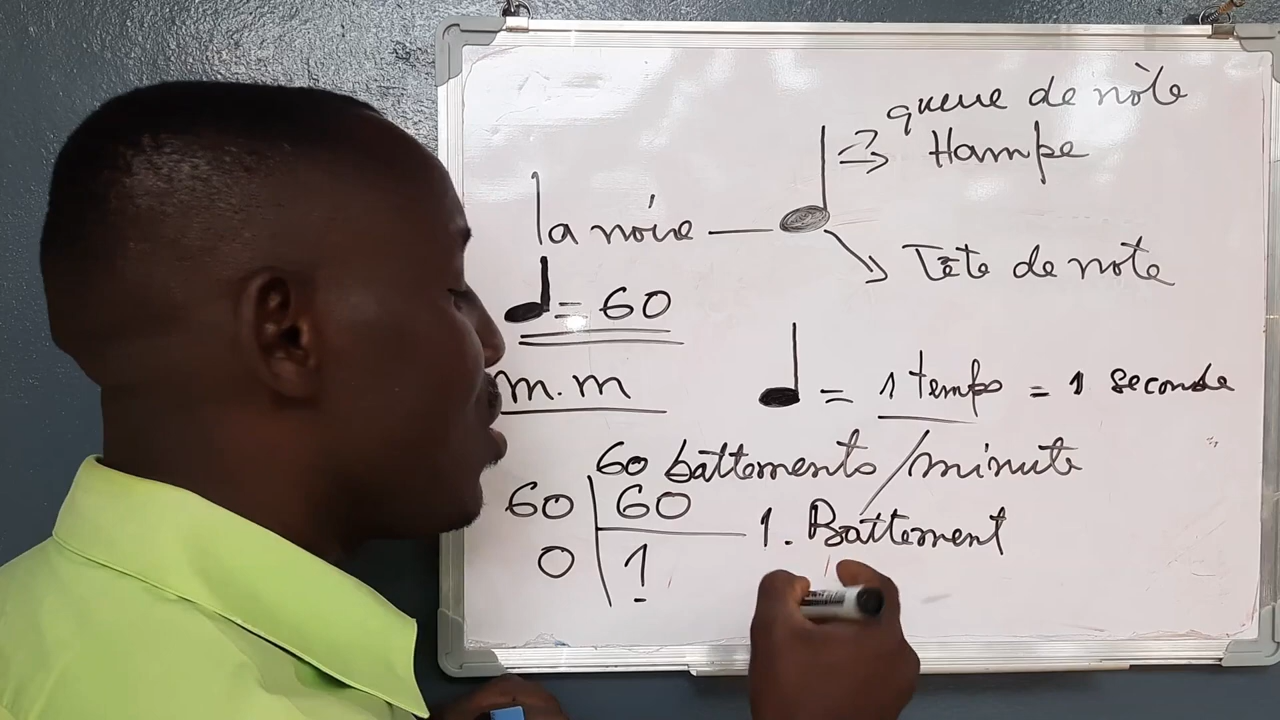 queue de note
Hampe
la noire
Tête de note
= 60
m.m
= 1 temps = 1 seconde
60 battements/minute
60 60
0 1
1. Battement